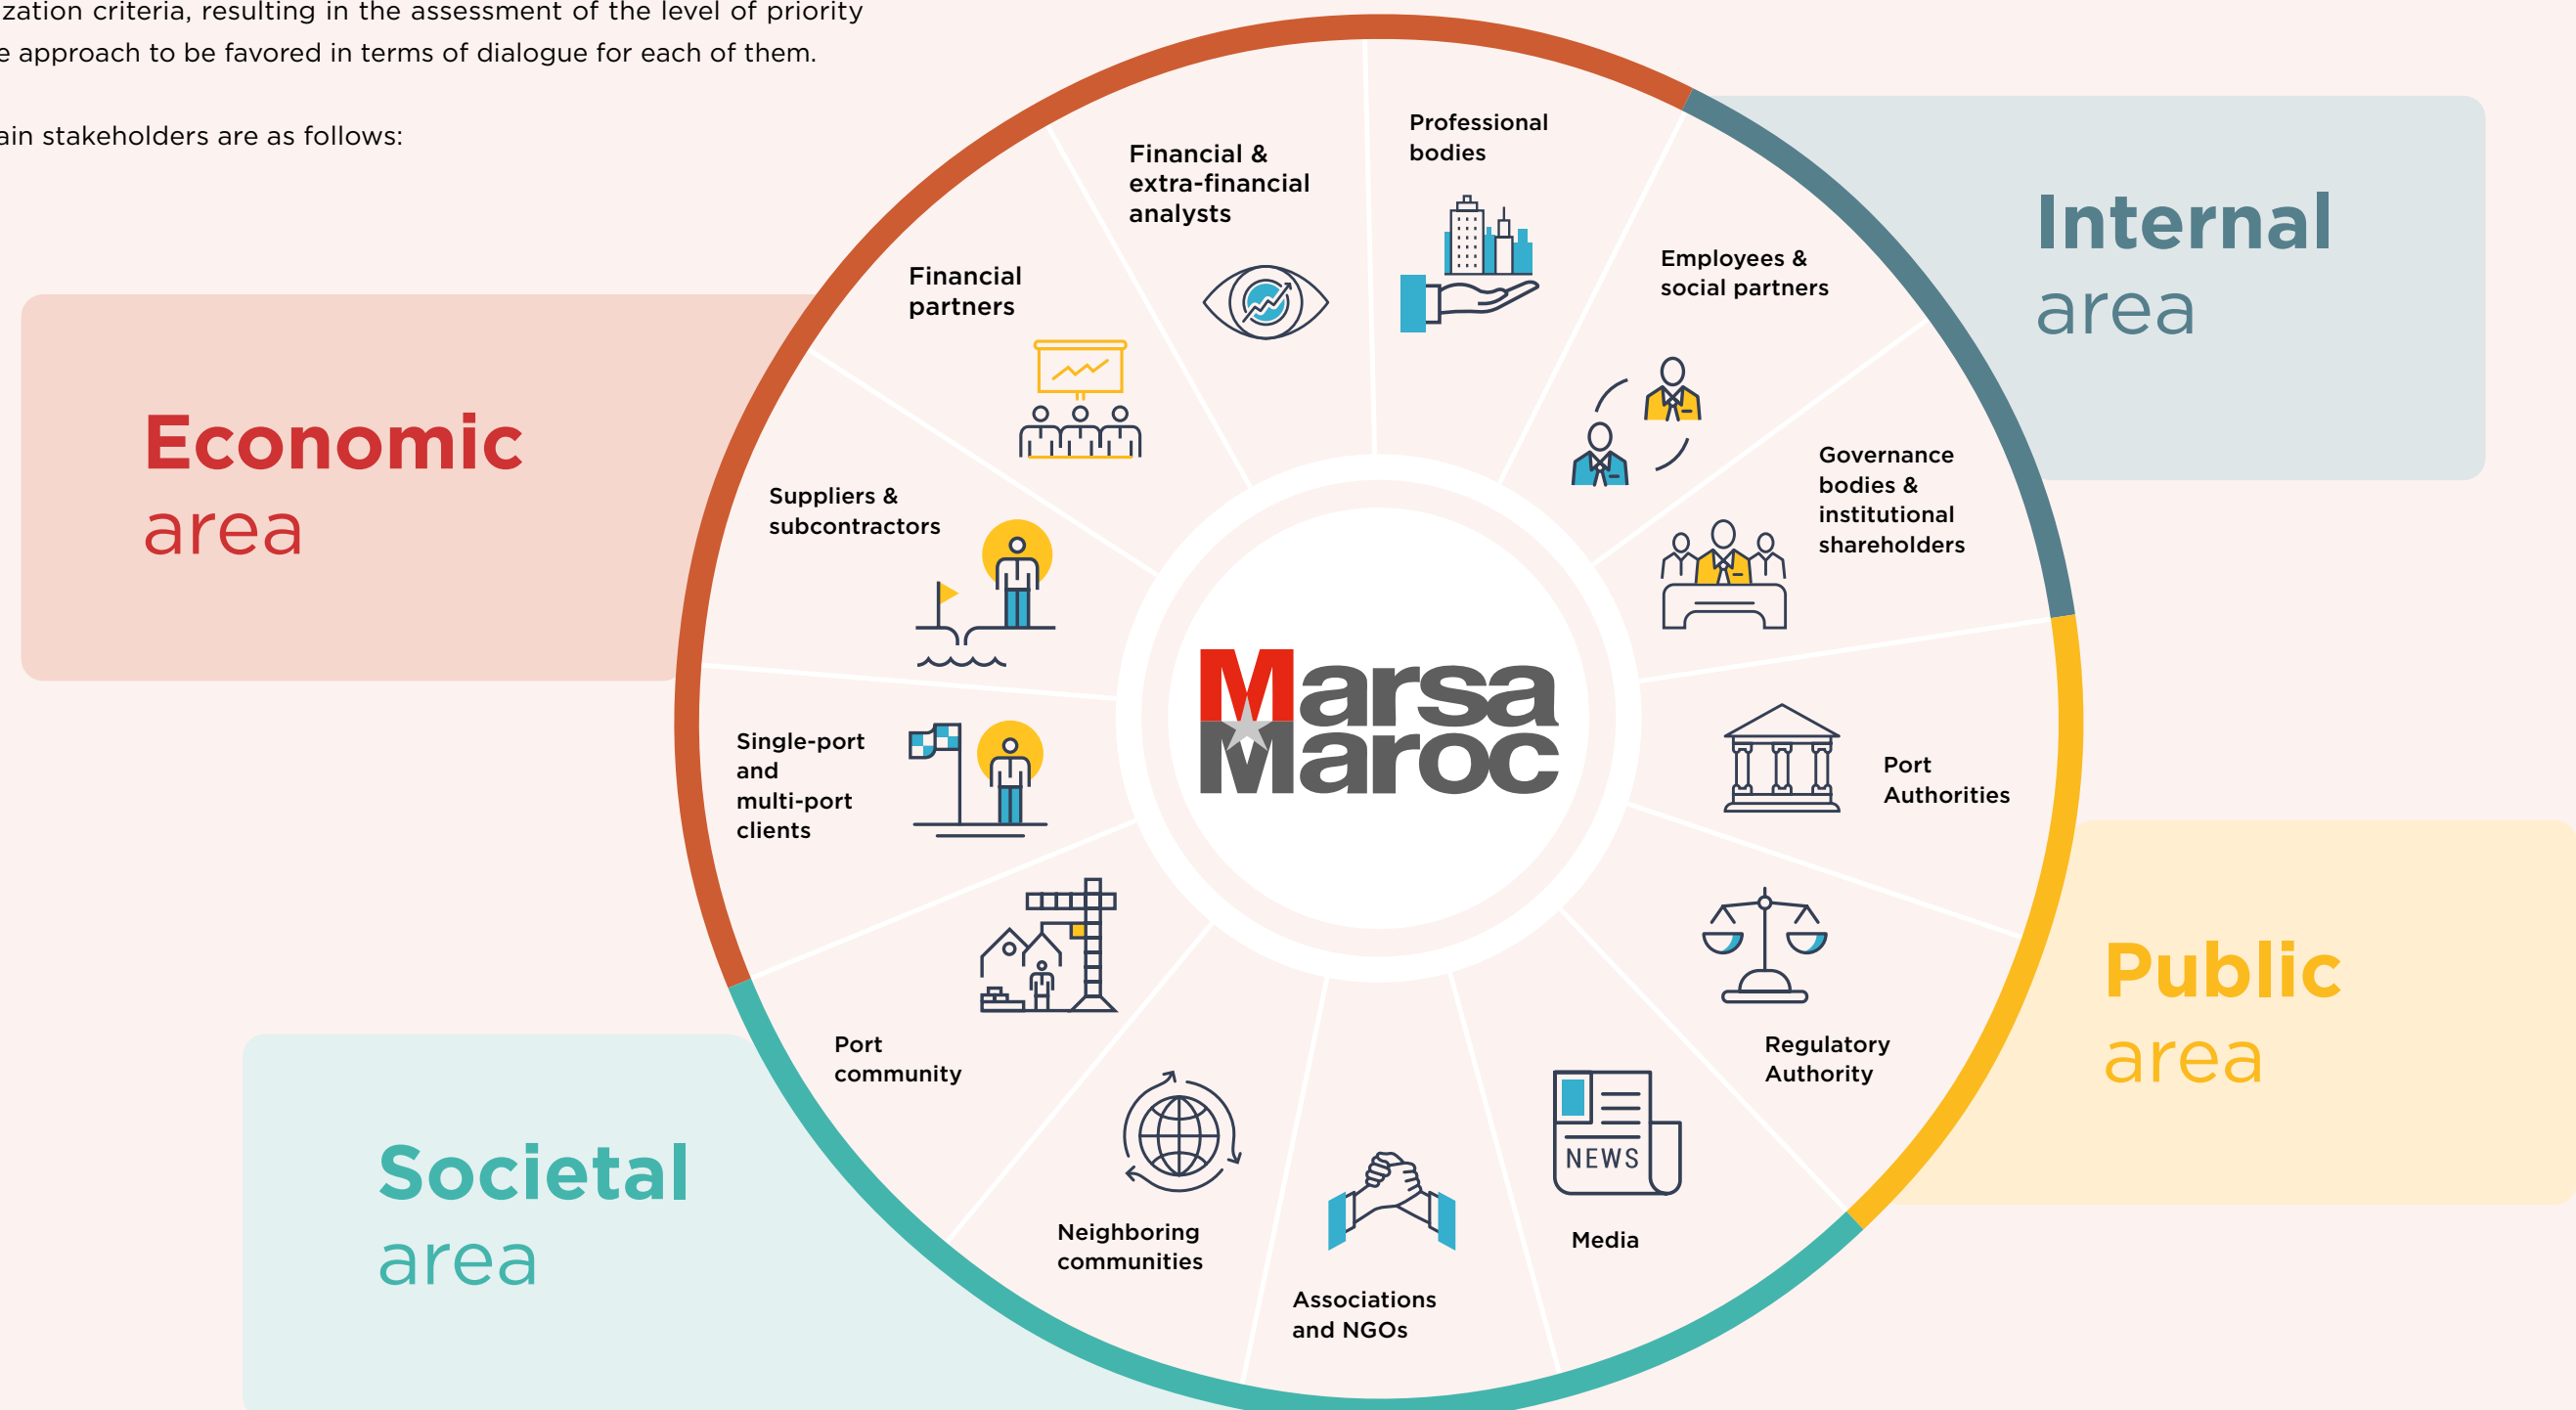 zation criteria, resulting in the assessment of the level of priority
e approach to be favored in terms of dialogue for each of them.
ain stakeholders are as follows:
Economic
area
Societal
area
Internal
area
Public
area
Professional
bodies
Financial &
extra-financial
analysts
Financial
partners
Suppliers &
subcontractors
Single-port
and
multi-port
clients
Port
community
Neighboring
communities
Associations
and NGOs
NEWS
Media
Regulatory
Authority
Port
Authorities
Governance
bodies &
institutional
shareholders
Employees &
social partners
Marsa
Maroc